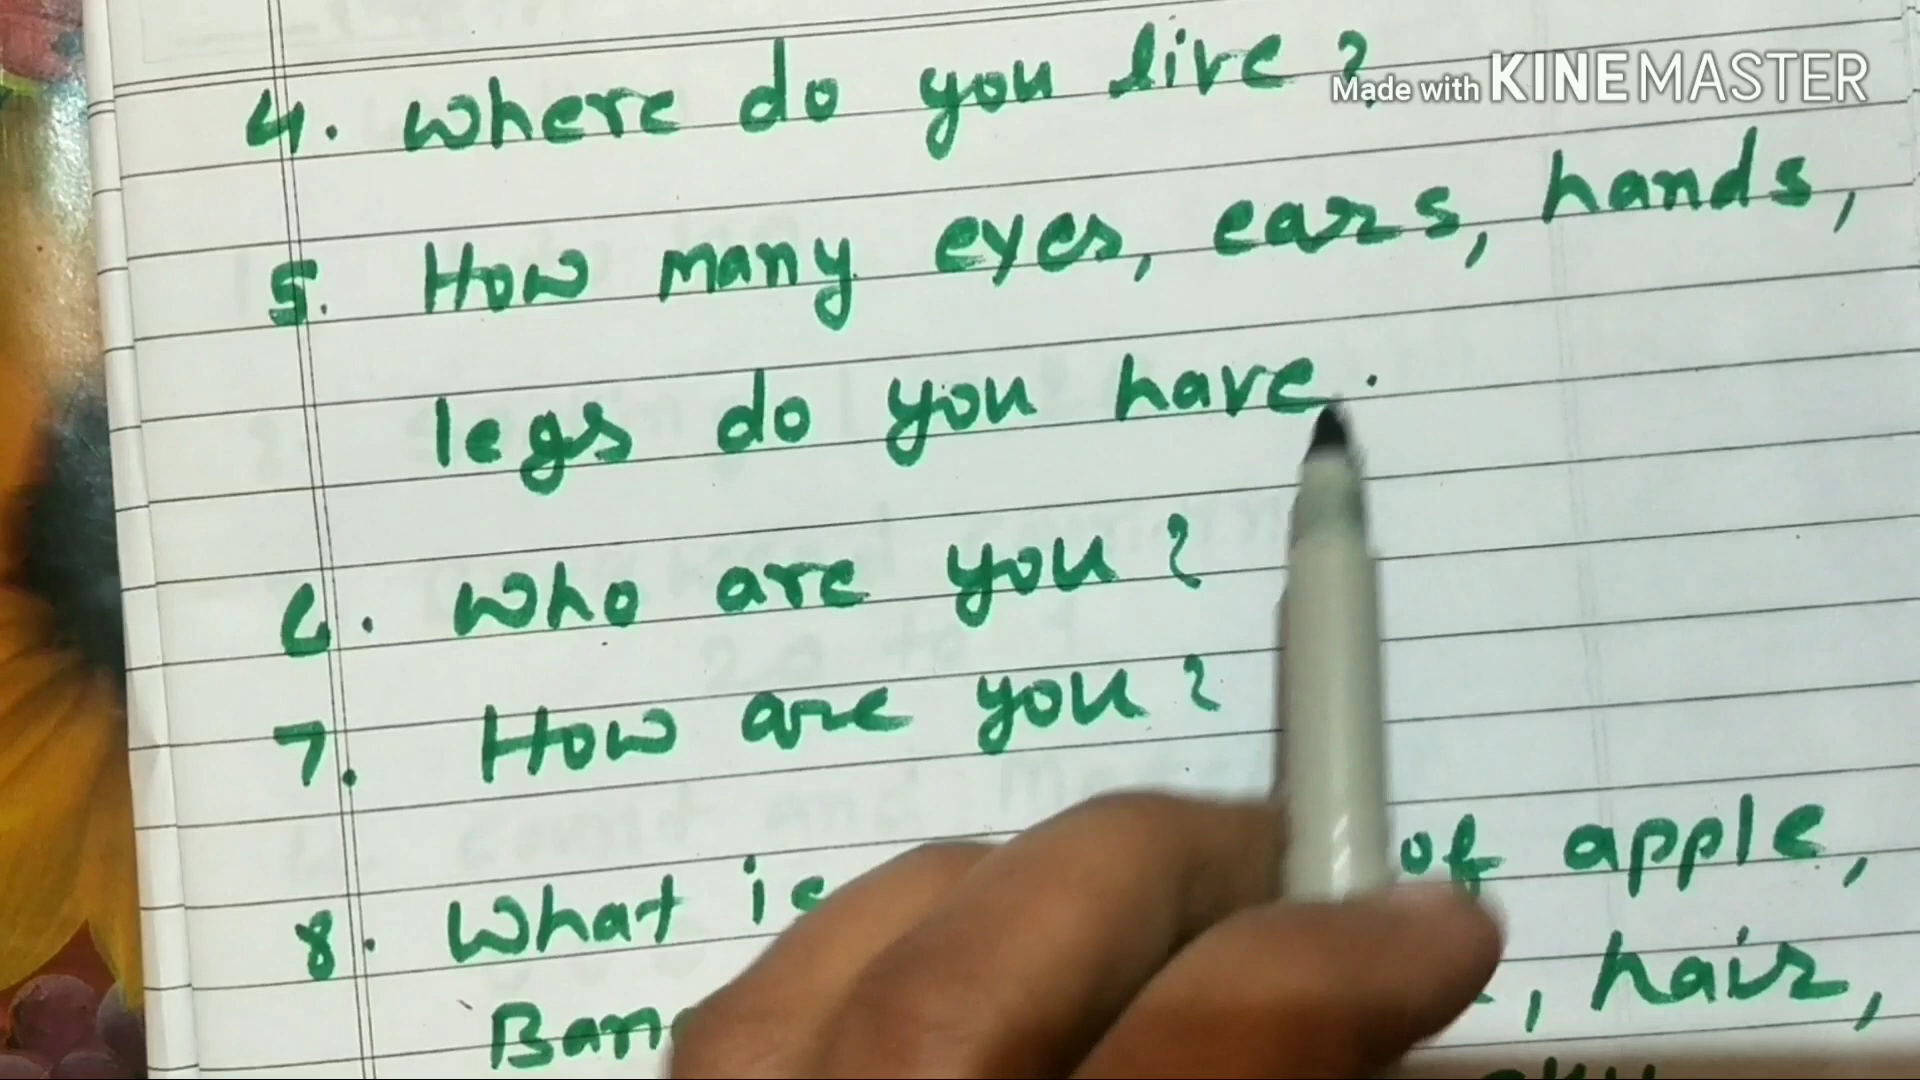 Made with KINEMASTER
4. Where do you live?
5. How many eyes, ears, hands,
legs do you have.
6. Who are you?
7. How are you?
8. What is of apple,
, hair,